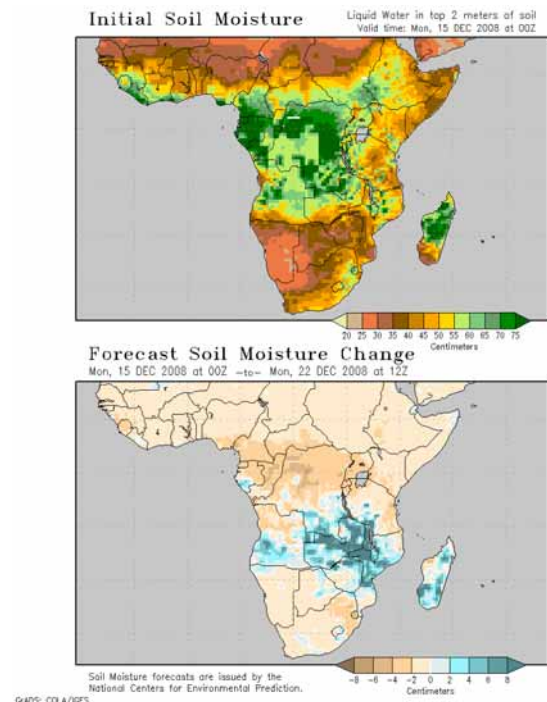 Initial Soil Moisture
Liquid Water in top 2 meters of soil
Valid time: Mon, 15 DEC 2008 at 00Z
20 25 30 35 40 45 50 55 60 65 70 75
Centimeters
Forecast Soil Moisture Change
Mon, 15 DEC 2008 at 00Z -to- Mon, 22 DEC 2008 at 12Z
Soil Moisture forecasts are issued by the
National Centers for Environmental Prediction.
-8 -6 -4 -2 0 2 4 6 8
Centimeters
GrADS: COLA/IGES